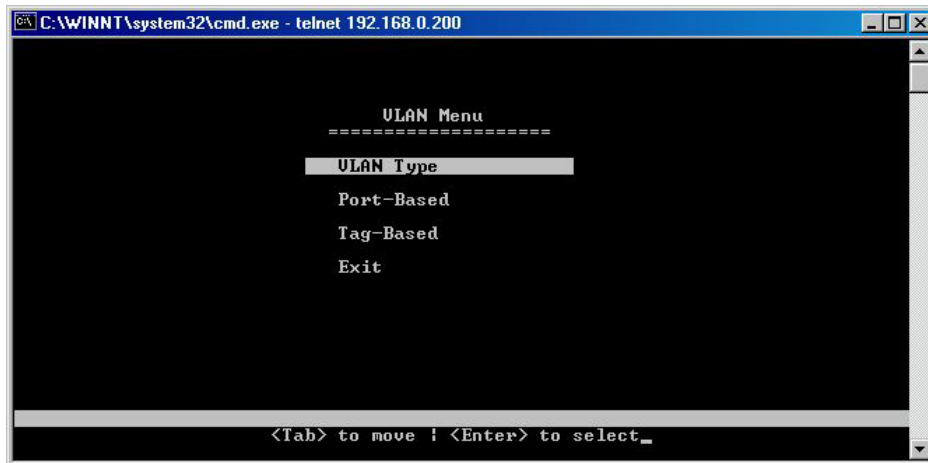 C:\WINNT\system32\cmd.exe - telnet 192.168.0.200
VLAN Menu
====================
VLAN Type
Port-Based
Tag-Based
Exit
<Tab> to move ¦ <Enter> to select_